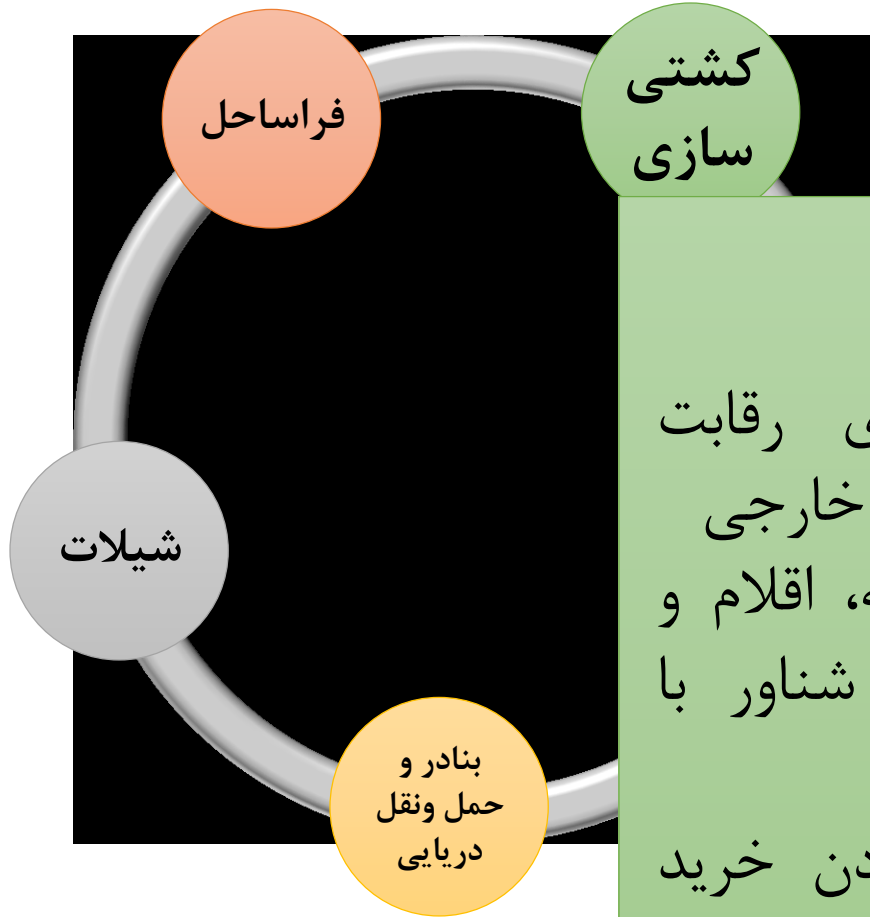 کشتی
سازی
فراساحل
رقابت
خارجی
اقلام و
شناور با
خرید
شیلات
بنادر و
حمل ونقل
دریایی